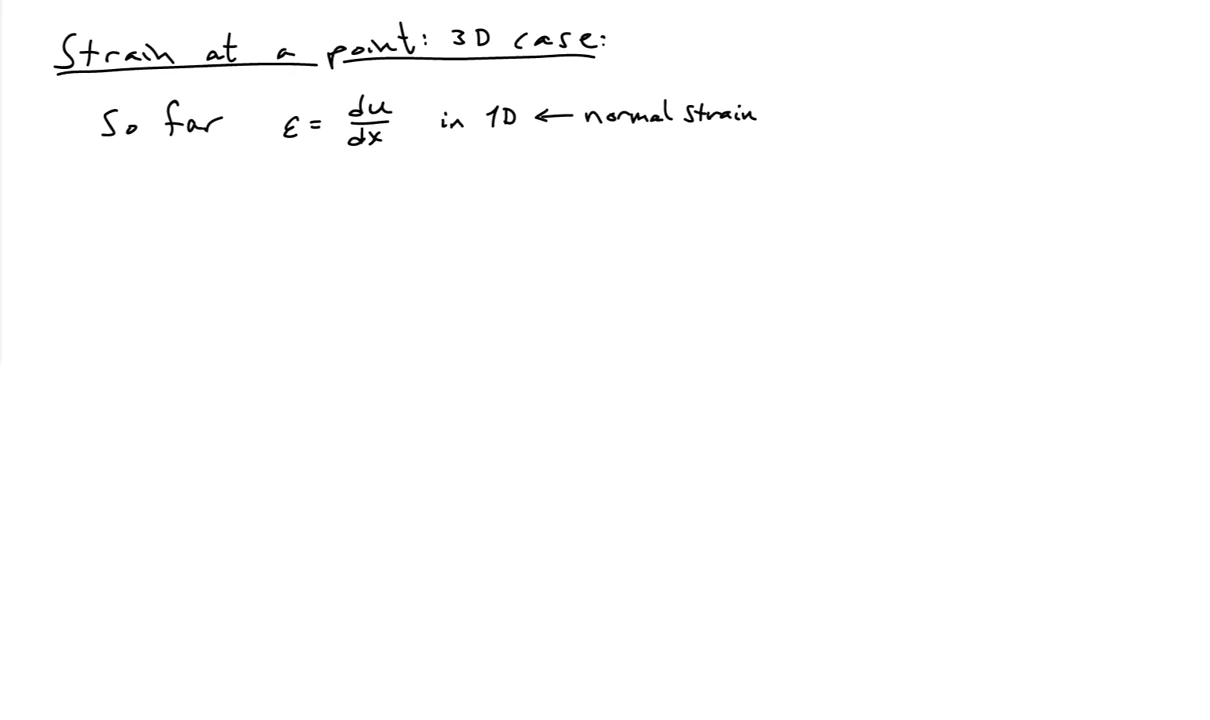 Strain at a point: 3D case:
So far ε = du/dx in 1D ← normal strain